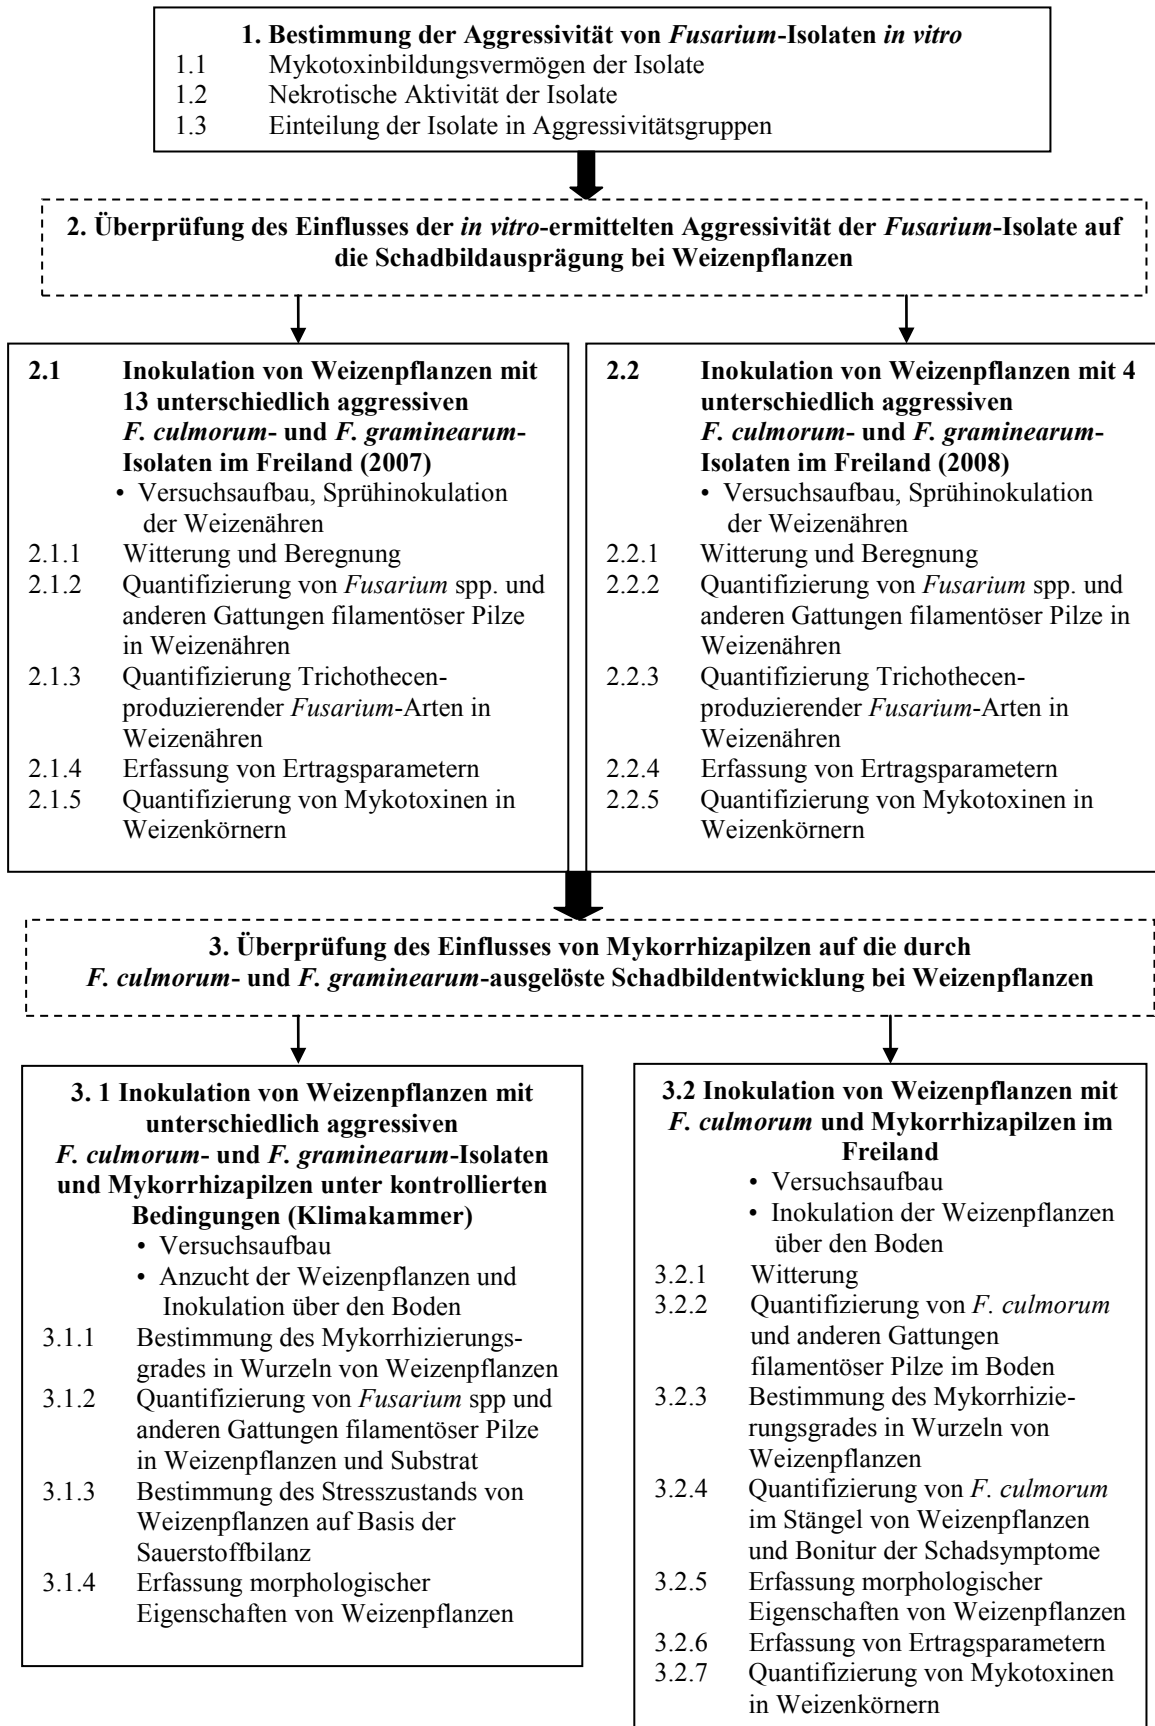 1. Bestimmung der Aggressivität von Fusarium-Isolaten in vitro
1.1 Mykotoxinbildungsvermögen der Isolate
1.2 Nekrotische Aktivität der Isolate
1.3 Einteilung der Isolate in Aggressivitätsgruppen
2. Überprüfung des Einflusses der in vitro-ermittelten Aggressivität der Fusarium-Isolate auf
die Schadbildausprägung bei Weizenpflanzen
2.1 Inokulation von Weizenpflanzen mit
13 unterschiedlich aggressiven
F. culmorum- und F. graminearum-
Isolaten im Freiland (2007)
• Versuchsaufbau, Sprühinokulation
der Weizenähren
2.1.1 Witterung und Beregnung
2.1.2 Quantifizierung von Fusarium spp. und
anderen Gattungen filamentöser Pilze
in Weizenähren
2.1.3 Quantifizierung Trichothecen-
produzierender Fusarium-Arten in
Weizenähren
2.1.4 Erfassung von Ertragsparametern
2.1.5 Quantifizierung von Mykotoxinen in
Weizenkörnern
2.2 Inokulation von Weizenpflanzen mit 4
unterschiedlich aggressiven
F. culmorum- und F. graminearum-
Isolaten im Freiland (2008)
• Versuchsaufbau, Sprühinokulation
der Weizenähren
2.2.1 Witterung und Beregnung
2.2.2 Quantifizierung von Fusarium spp. und
anderen Gattungen filamentöser Pilze in
Weizenähren
2.2.3 Quantifizierung Trichothecen-
produzierender Fusarium-Arten in
Weizenähren
2.2.4 Erfassung von Ertragsparametern
2.2.5 Quantifizierung von Mykotoxinen in
Weizenkörnern
3. Überprüfung des Einflusses von Mykorrhizapilzen auf die durch
F. culmorum- und F. graminearum-ausgelöste Schadbildentwicklung bei Weizenpflanzen
3. 1 Inokulation von Weizenpflanzen mit
unterschiedlich aggressiven
F. culmorum- und F. graminearum-Isolaten
und Mykorrhizapilzen unter kontrollierten
Bedingungen (Klimakammer)
• Versuchsaufbau
• Anzucht der Weizenpflanzen und
Inokulation über den Boden
3.1.1 Bestimmung des Mykorrhizierungs-
grades in Wurzeln von Weizenpflanzen
3.1.2 Quantifizierung von Fusarium spp und
anderen Gattungen filamentöser Pilze
in Weizenpflanzen und Substrat
3.1.3 Bestimmung des Stresszustands von
Weizenpflanzen auf Basis der
Sauerstoffbilanz
3.1.4 Erfassung morphologischer
Eigenschaften von Weizenpflanzen
3.2 Inokulation von Weizenpflanzen mit
F. culmorum und Mykorrhizapilzen im
Freiland
• Versuchsaufbau
• Inokulation der Weizenpflanzen
über den Boden
3.2.1 Witterung
3.2.2 Quantifizierung von F. culmorum
und anderen Gattungen
filamentöser Pilze im Boden
3.2.3 Bestimmung des Mykorrhizie-
rungsgrades in Wurzeln von
Weizenpflanzen
3.2.4 Quantifizierung von F. culmorum
im Stängel von Weizenpflanzen
und Bonitur der Schadsymptome
3.2.5 Erfassung morphologischer
Eigenschaften von Weizenpflanzen
3.2.6 Erfassung von Ertragsparametern
3.2.7 Quantifizierung von Mykotoxinen
in Weizenkörnern